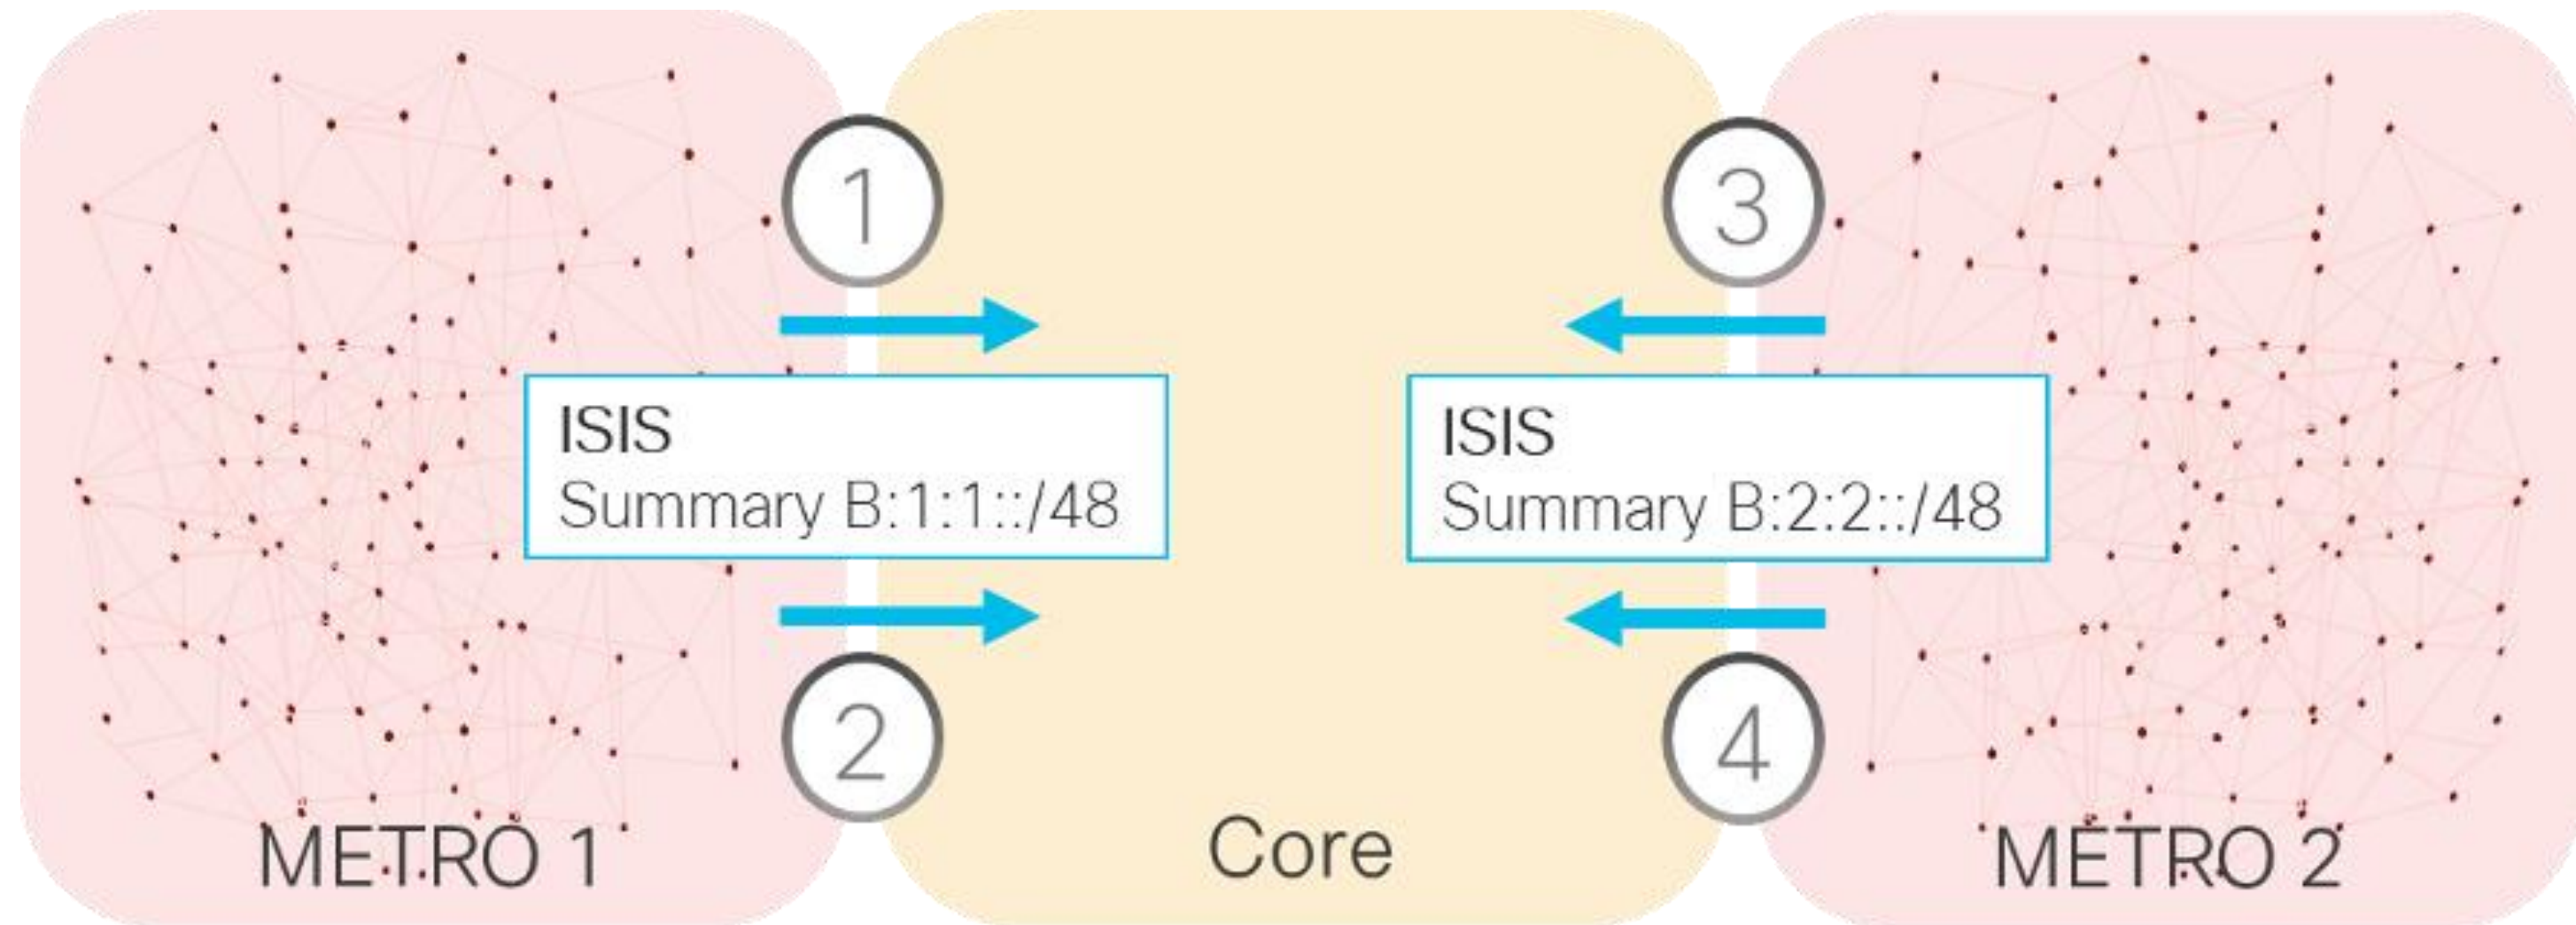 1
3
ISIS
Summary B:1:1::/48
ISIS
Summary B:2:2::/48
2
4
METRO 1
Core
METRO 2